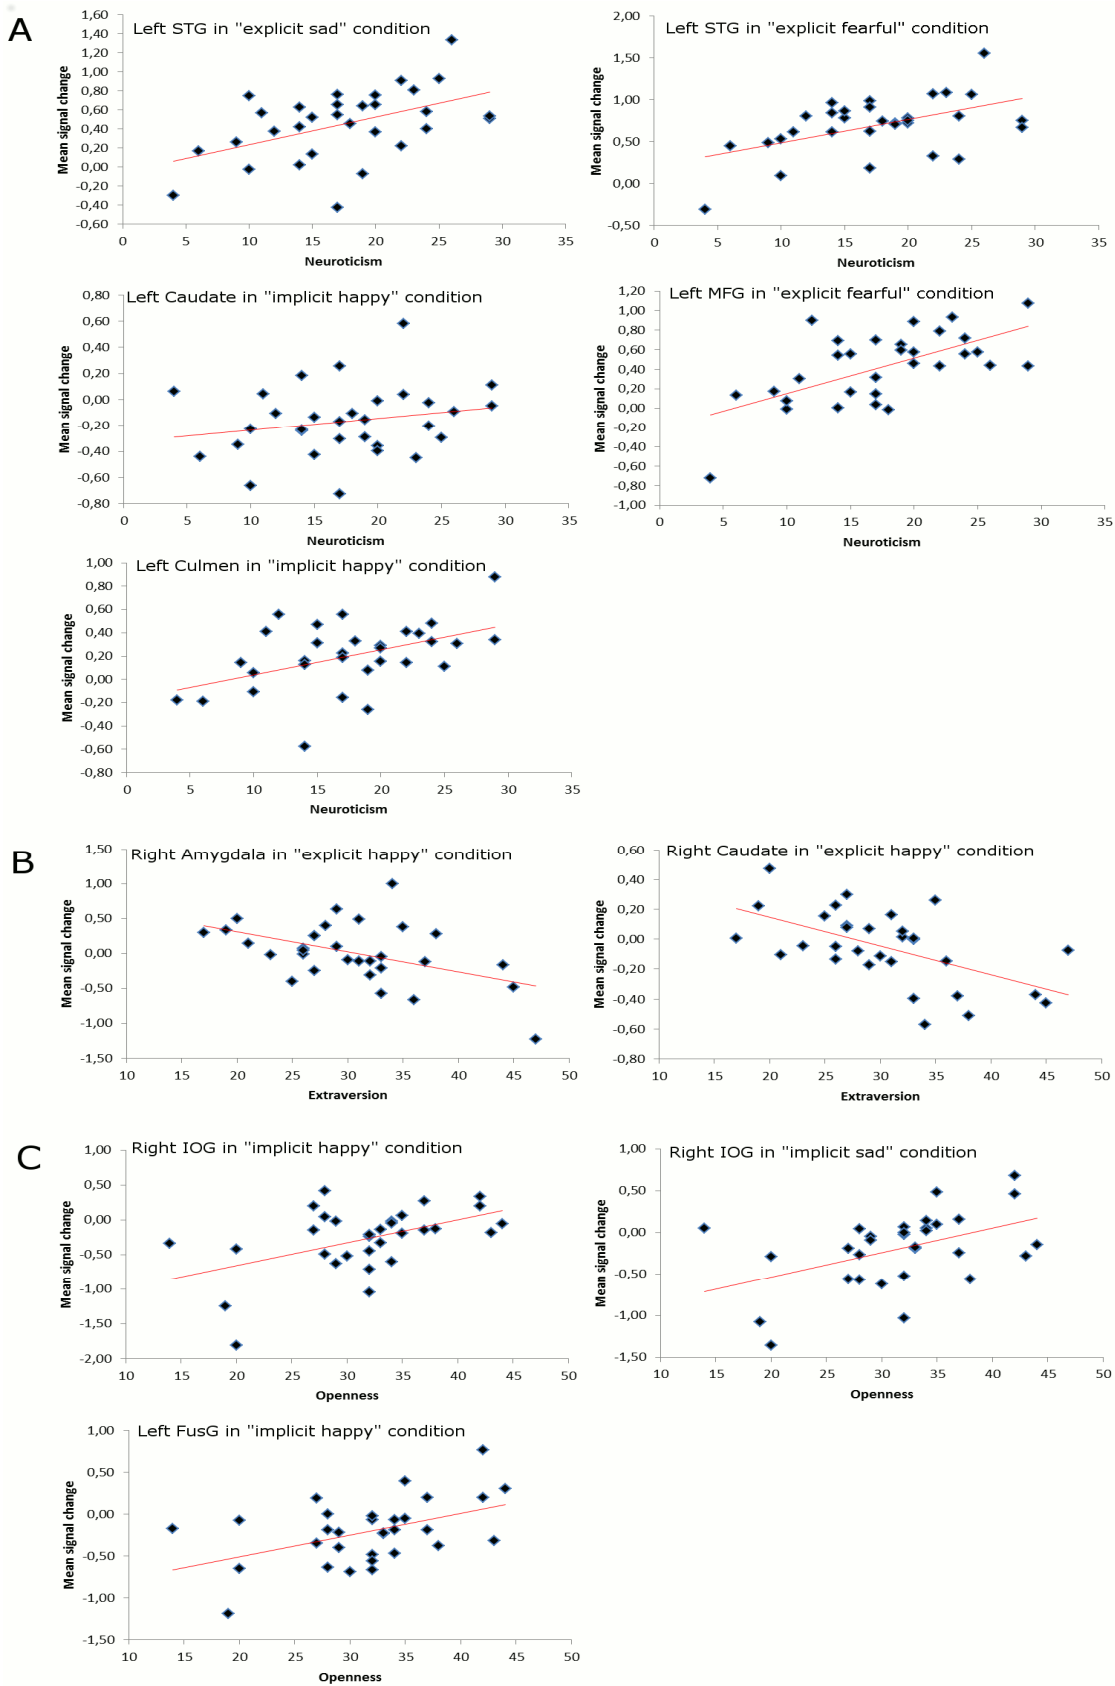 A
Left STG in "explicit sad" condition
1,60
1,40
1,20
1,00
0,80
0,60
0,40
0,20
0,00
-0,20
-0,40
-0,60
Mean signal change
0 5 10 15 20 25 30 35
Neuroticism
Left STG in "explicit fearful" condition
2,00
1,50
1,00
0,50
0,00
-0,50
Mean signal change
0 5 10 15 20 25 30 35
Neuroticism
Left Caudate in "implicit happy" condition
0,80
0,60
0,40
0,20
0,00
-0,20
-0,40
-0,60
-0,80
Mean signal change
0 5 10 15 20 25 30 35
Neuroticism
Left MFG in "explicit fearful" condition
1,20
1,00
0,80
0,60
0,40
0,20
0,00
-0,20
-0,40
-0,60
-0,80
-1,00
Mean signal change
0 5 10 15 20 25 30 35
Neuroticism
Left Culmen in "implicit happy" condition
1,00
0,80
0,60
0,40
0,20
0,00
-0,20
-0,40
-0,60
-0,80
Mean signal change
0 5 10 15 20 25 30 35
Neuroticism
B
Right Amygdala in "explicit happy" condition
1,50
1,00
0,50
0,00
-0,50
-1,00
-1,50
Mean signal change
10 15 20 25 30 35 40 45 50
Extraversion
Right Caudate in "explicit happy" condition
0,60
0,40
0,20
0,00
-0,20
-0,40
-0,60
-0,80
Mean signal change
10 15 20 25 30 35 40 45 50
Extraversion
C
Right IOG in "implicit happy" condition
1,00
0,50
0,00
-0,50
-1,00
-1,50
-2,00
Mean signal change
10 15 20 25 30 35 40 45 50
Openness
Right IOG in "implicit sad" condition
1,00
0,50
0,00
-0,50
-1,00
-1,50
Mean signal change
10 15 20 25 30 35 40 45 50
Openness
Left FusG in "implicit happy" condition
1,00
0,50
0,00
-0,50
-1,00
-1,50
Mean signal change
10 15 20 25 30 35 40 45 50
Openness